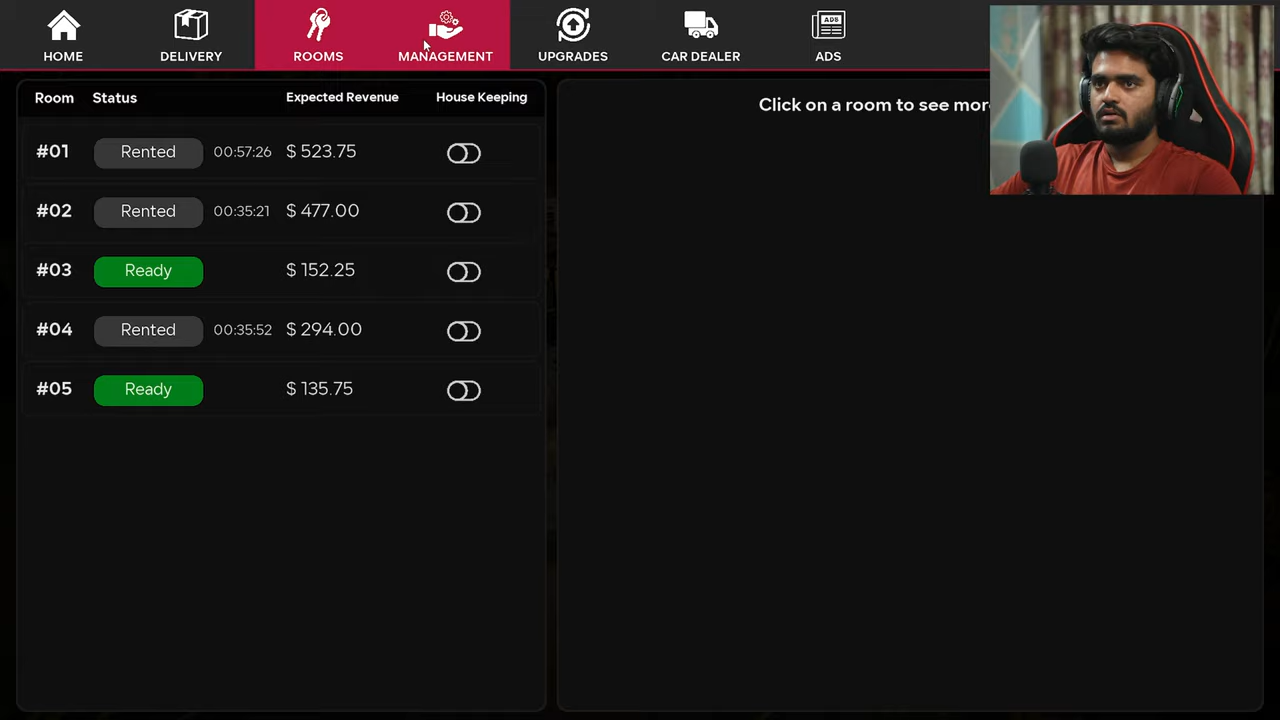 HOME DELIVERY ROOMS MANAGEMENT UPGRADES CAR DEALER ADS
ADS
Room Status Expected Revenue House Keeping
#01 Rented 00:57:26 $ 523.75
#02 Rented 00:35:21 $ 477.00
#03 Ready $ 152.25
#04 Rented 00:35:52 $ 294.00
#05 Ready $ 135.75
Click on a room to see